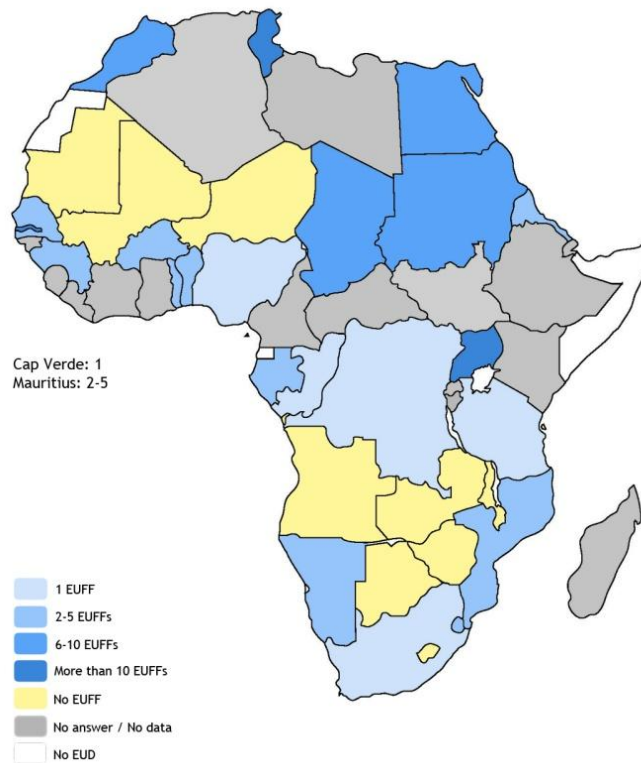 Cap Verde: 1
Mauritius: 2-5
1 EUFF
2-5 EUFFs
6-10 EUFFs
More than 10 EUFFs
No EUFF
No answer / No data
No EUD